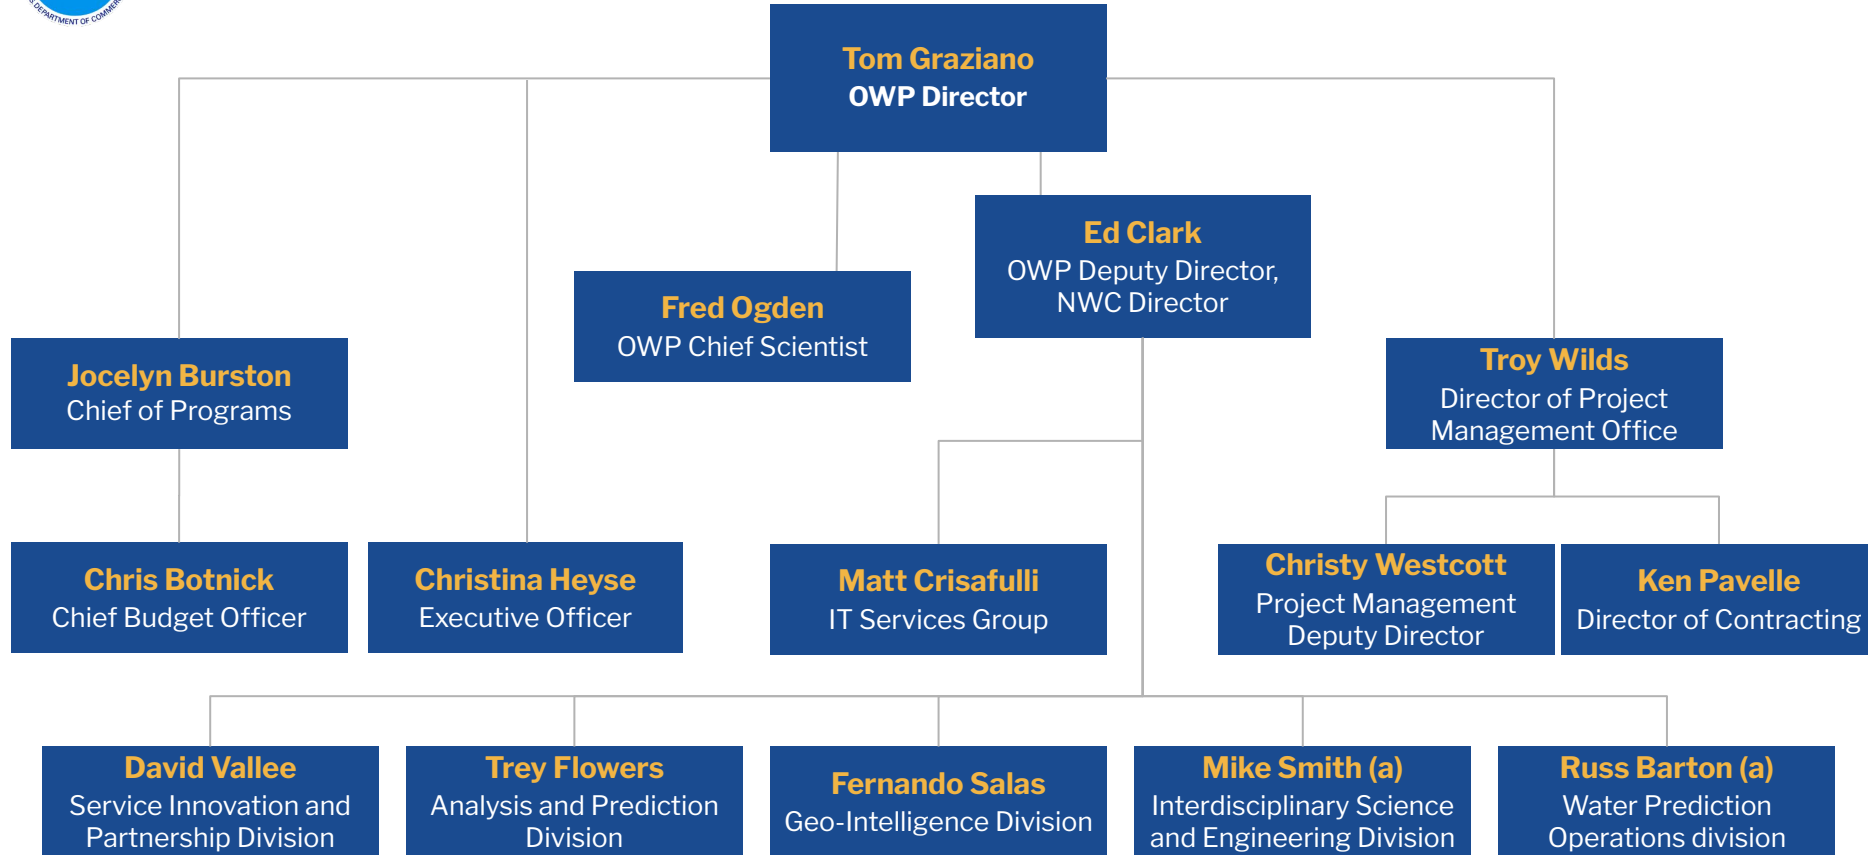 DEPARTMENT OF COMMER
Tom Graziano
OWP Director
Ed Clark
OWP Deputy Director,
NWC Director
Fred Ogden
OWP Chief Scientist
Jocelyn Burston
Chief of Programs
Troy Wilds
Director of Project
Management Office
Chris Botnick
Chief Budget Officer
Christina Heyse
Executive Officer
Matt Crisafulli
IT Services Group
Christy Westcott
Project Management
Deputy Director
Ken Pavelle
Director of Contracting
David Vallee
Service Innovation and
Partnership Division
Trey Flowers
Analysis and Prediction
Division
Fernando Salas
Geo-Intelligence Division
Mike Smith (a)
Interdisciplinary Science
and Engineering Division
Russ Barton (a)
Water Prediction
Operations division